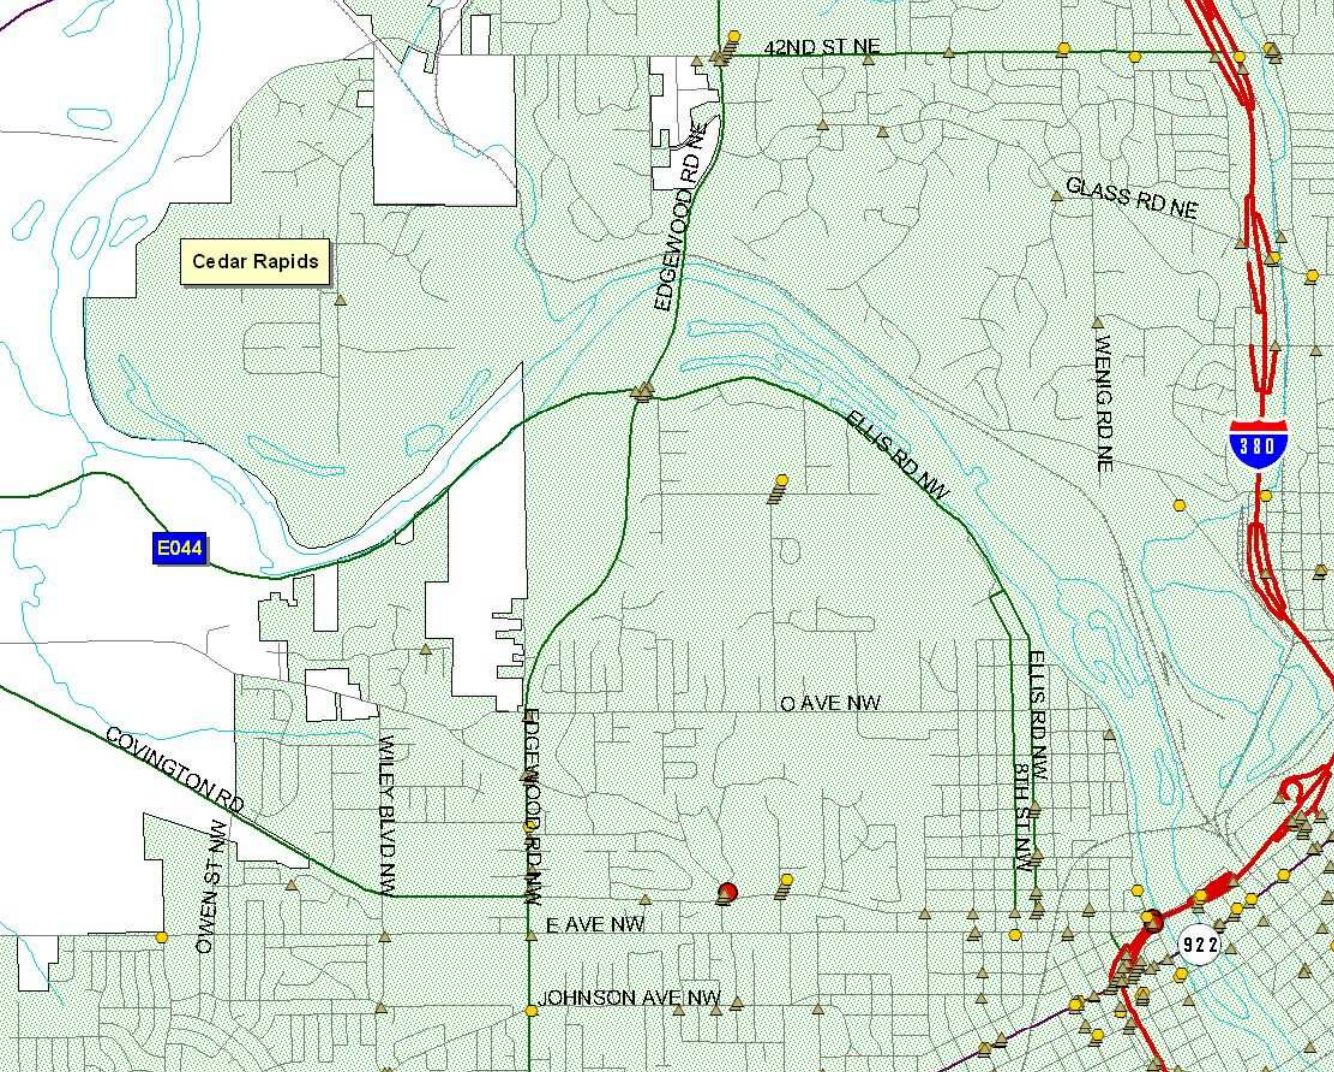 42ND ST NE
EDGEWOOD RD NE
GLASS RD NE
Cedar Rapids
WENIG RD NE
ELLIS RD NW
380
E044
O AVE NW
ELLIS RD NW
COVINGTON RD
WILEY BLVD NW
EDGEWOOD RD NW
8TH ST NW
OWEN ST NW
E AVE NW
922
JOHNSON AVE NW